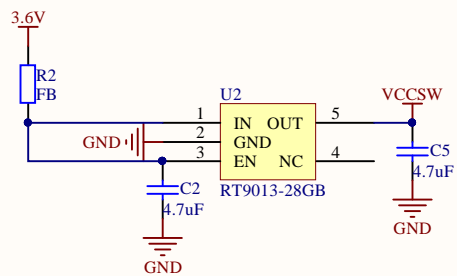 3.6V
R2
FB
U2
VCCSW
1
IN
OUT
5
GND
2
GND
3
EN
NC
4
C5
4.7uF
C2
4.7uF
RT9013-28GB
GND
GND